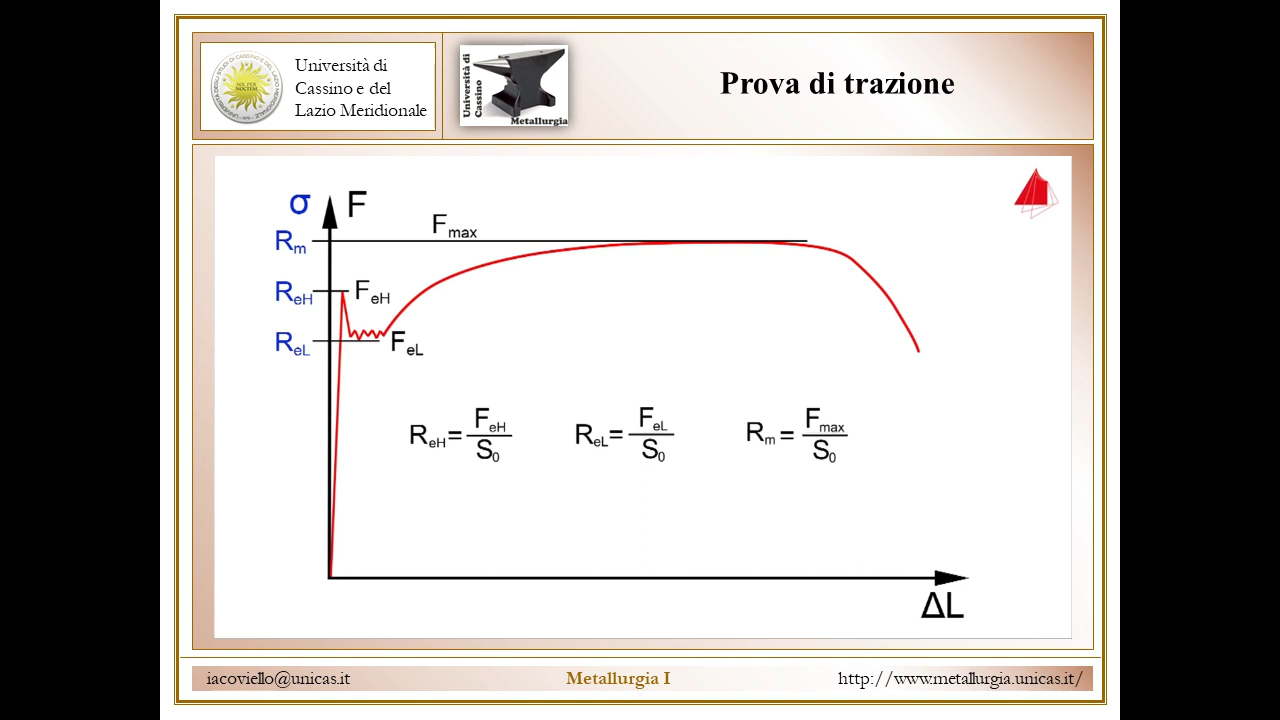 Università di
Cassino e del
Lazio Meridionale
Università di
Cassino
Metallurgia
Prova di trazione
σ F
Rm Fmax
ReH FeH
ReL FeL
ReH = FeH / S0 ReL = FeL / S0 Rm = Fmax / S0
ΔL
iacoviello@unicas.it Metallurgia I http://www.metallurgia.unicas.it/